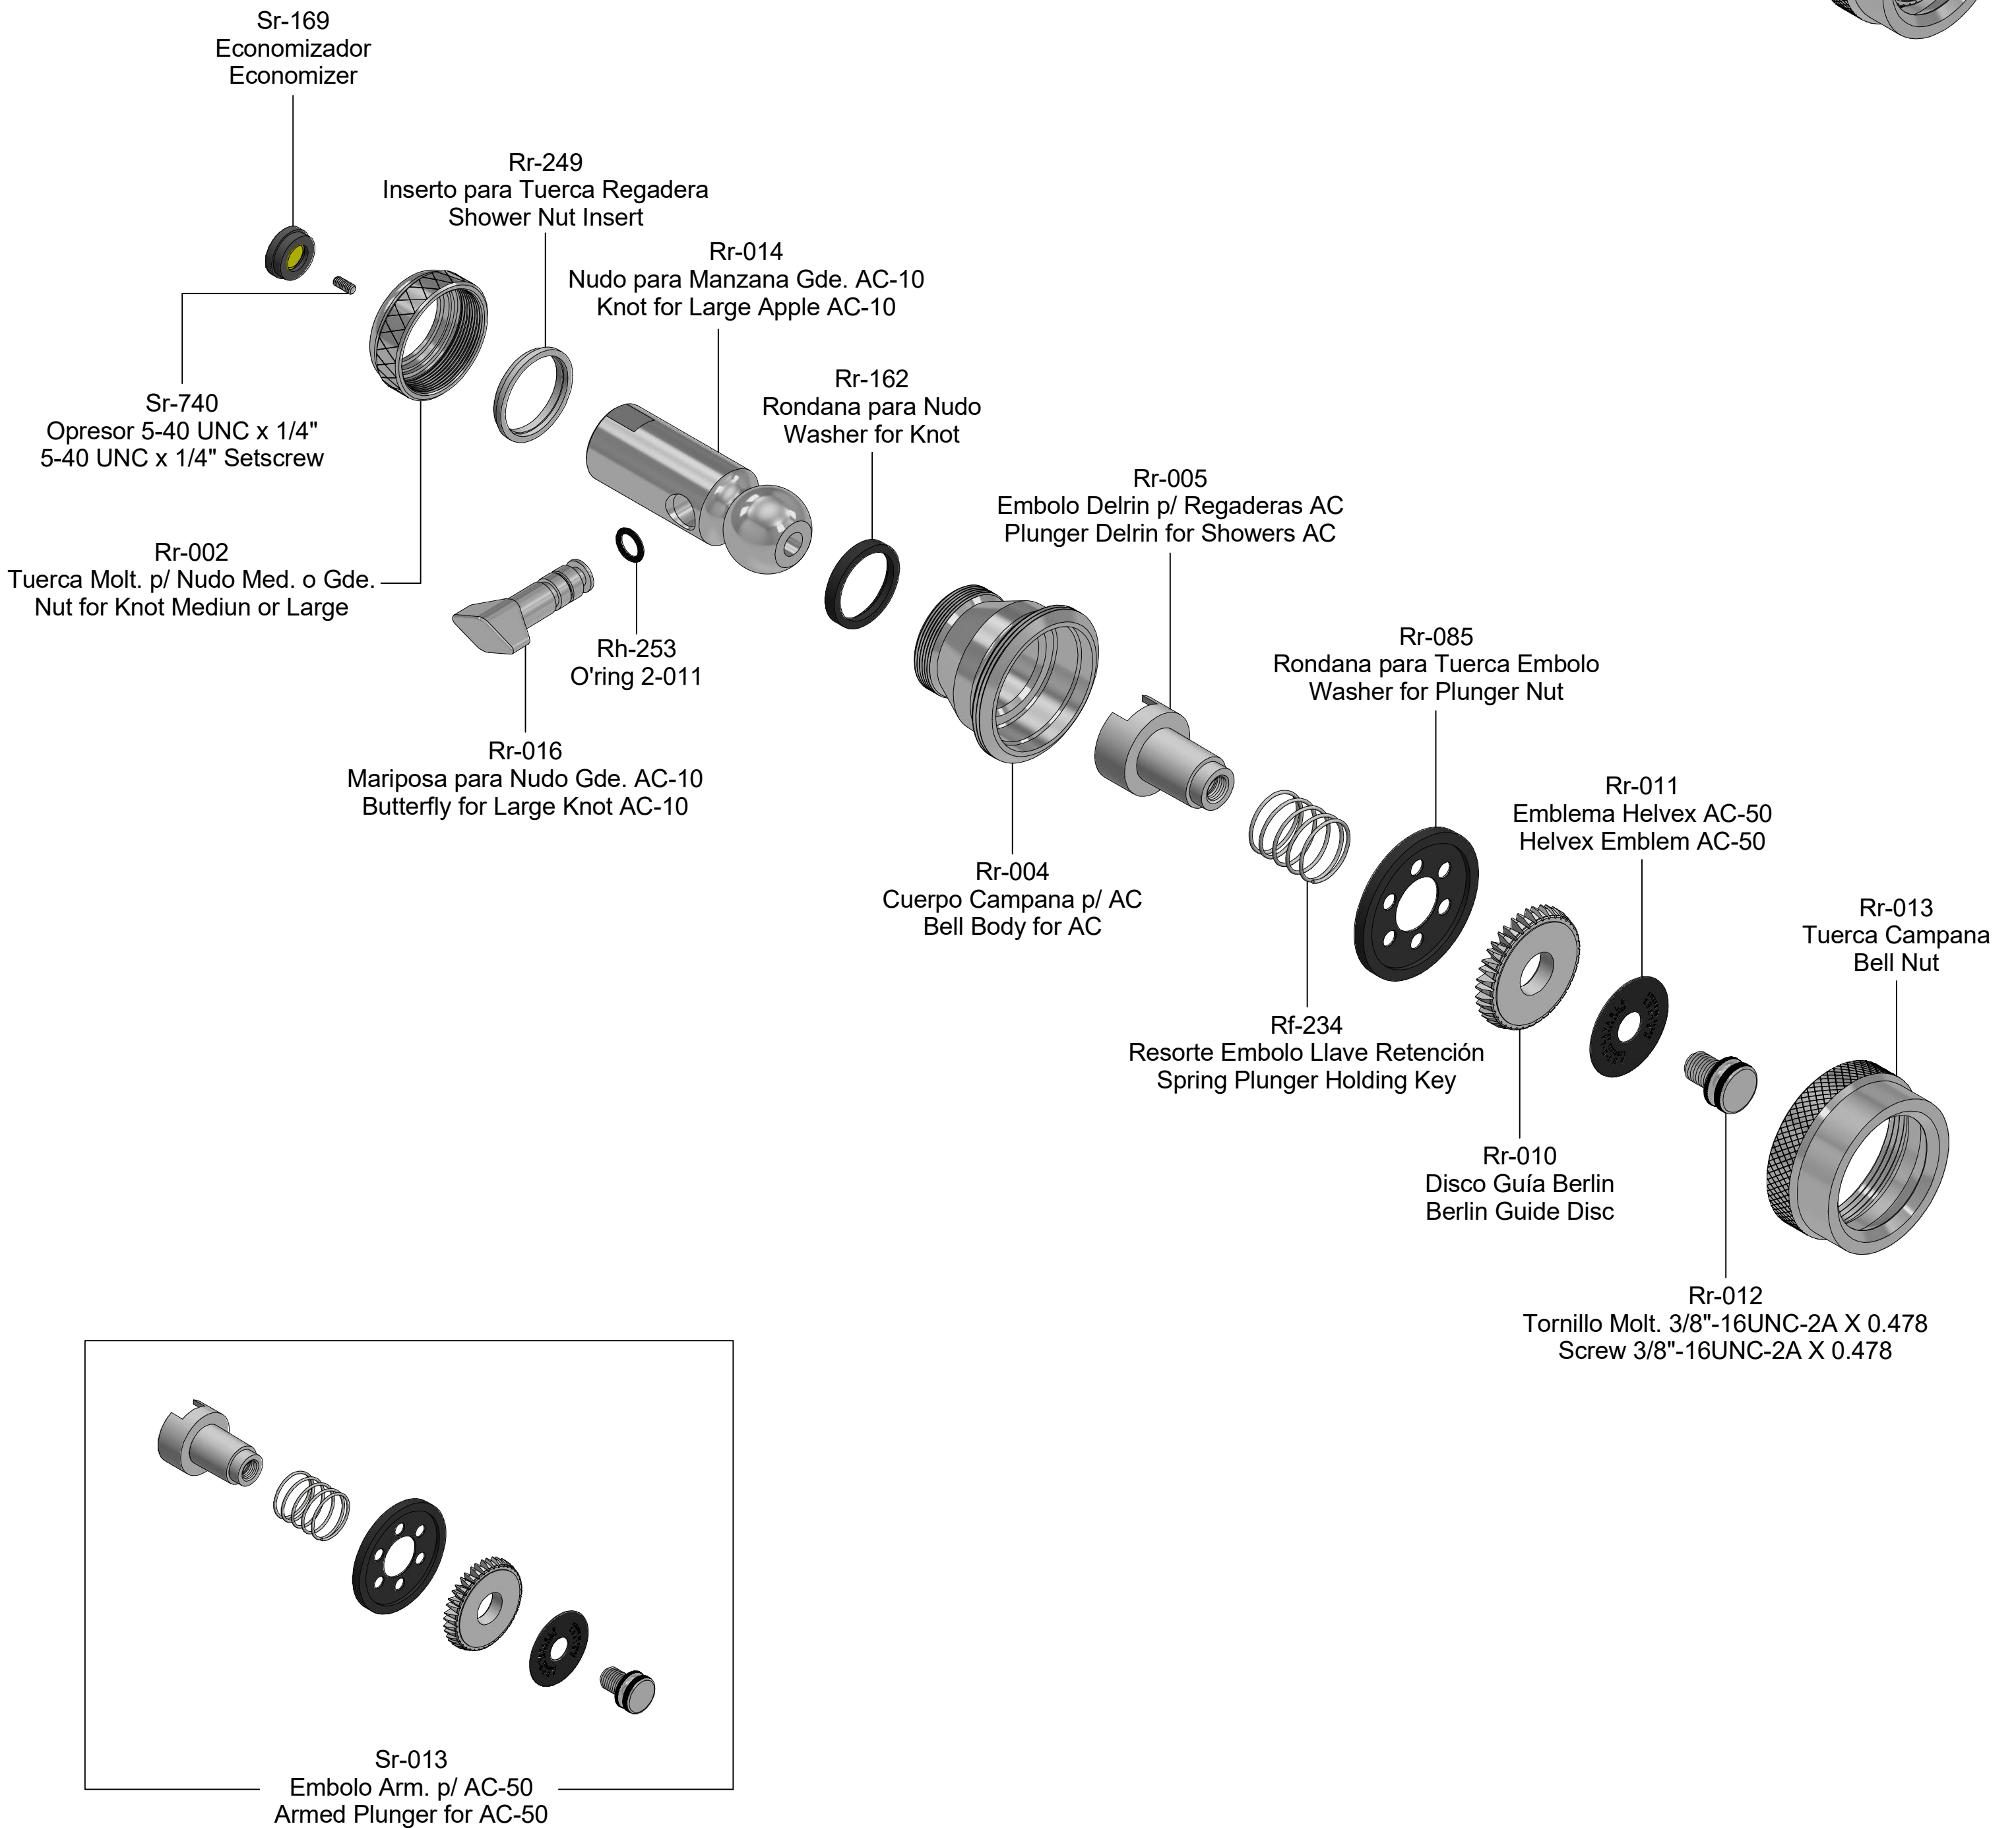 Sr-169
Economizador
Economizer
Rr-249
Inserto para Tuerca Regadera
Shower Nut Insert
Rr-014
Nudo para Manzana Gde. AC-10
Knot for Large Apple AC-10
Rr-162
Rondana para Nudo
Washer for Knot
Sr-740
Opresor 5-40 UNC x 1/4"
5-40 UNC x 1/4" Setscrew
Rr-005
Embolo Delrin p/ Regaderas AC
Plunger Delrin for Showers AC
Rr-002
Tuerca Molt. p/ Nudo Med. o Gde.
Nut for Knot Mediun or Large
Rh-253
O'ring 2-011
Rr-085
Rondana para Tuerca Embolo
Washer for Plunger Nut
Rr-016
Mariposa para Nudo Gde. AC-10
Butterfly for Large Knot AC-10
Rr-011
Emblema Helvex AC-50
Helvex Emblem AC-50
Rr-004
Cuerpo Campana p/ AC
Bell Body for AC
Rr-013
Tuerca Campana
Bell Nut
Rf-234
Resorte Embolo Llave Retención
Spring Plunger Holding Key
Rr-010
Disco Guía Berlin
Berlin Guide Disc
Rr-012
Tornillo Molt. 3/8"-16UNC-2A X 0.478
Screw 3/8"-16UNC-2A X 0.478
Sr-013
Embolo Arm. p/ AC-50
Armed Plunger for AC-50